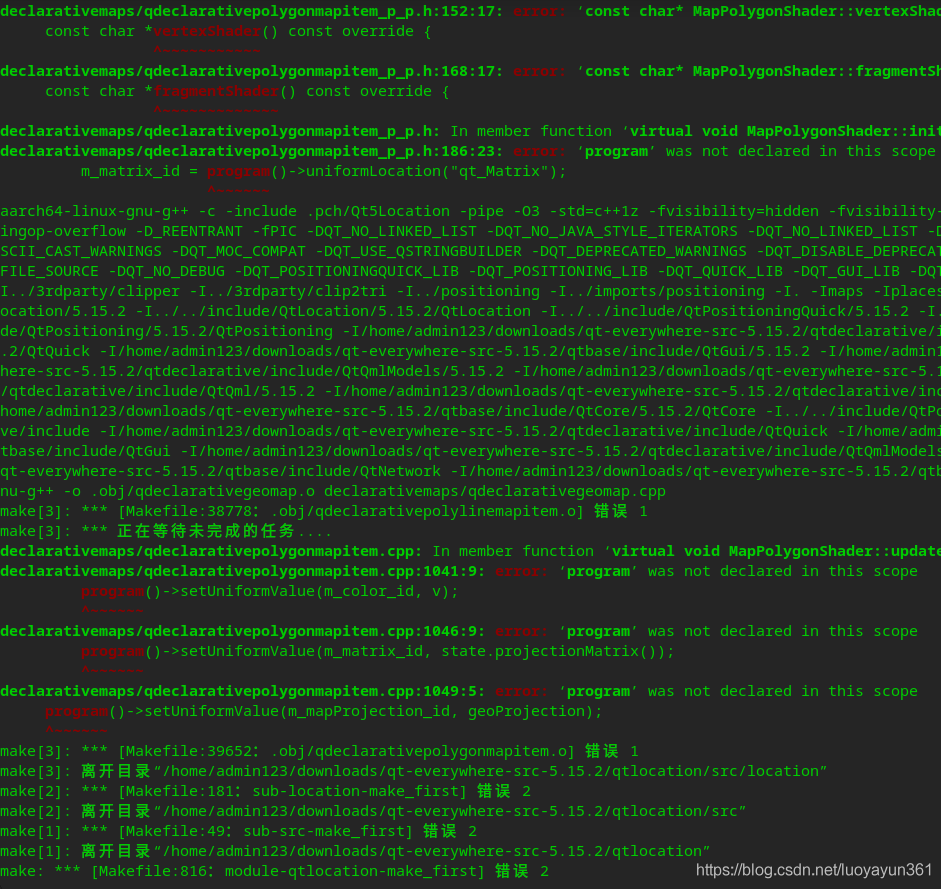 declarativemaps/qdeclarativepolygonmapitem_p_p.h:152:17: error: ‘const char* MapPolygonShader::vertexShad
const char *vertexShader() const override {
^~~~~~~~~~~~
declarativemaps/qdeclarativepolygonmapitem_p_p.h:168:17: error: ‘const char* MapPolygonShader::fragmentSh
const char *fragmentShader() const override {
^~~~~~~~~~~~~~
declarativemaps/qdeclarativepolygonmapitem_p_p.h: In member function ‘virtual void MapPolygonShader::init
declarativemaps/qdeclarativepolygonmapitem_p_p.h:186:23: error: ‘program’ was not declared in this scope
m_matrix_id = program()->uniformLocation("qt_Matrix");
^~~~~~~
aarch64-linux-gnu-g++ -c -include .pch/Qt5Location -pipe -O3 -std=c++1z -fvisibility=hidden -fvisibility-
ingop-overflow -D_REENTRANT -fPIC -DQT_NO_LINKED_LIST -DQT_NO_JAVA_STYLE_ITERATORS -DQT_NO_LINKED_LIST -D
SCII_CAST_WARNINGS -DQT_MOC_COMPAT -DQT_USE_QSTRINGBUILDER -DQT_DEPRECATED_WARNINGS -DQT_DISABLE_DEPRECAT
FILE_SOURCE -DQT_NO_DEBUG -DQT_POSITIONINGQUICK_LIB -DQT_POSITIONING_LIB -DQT_QUICK_LIB -DQT_GUI_LIB -DQT
I../3rdparty/clipper -I../3rdparty/clip2tri -I../positioning -I../imports/positioning -I. -Imaps -Iplaces
ocation/5.15.2 -I../../include/QtLocation/5.15.2/QtLocation -I../../include/QtPositioningQuick/5.15.2 -I.
de/QtPositioning/5.15.2/QtPositioning -I/home/admin123/downloads/qt-everywhere-src-5.15.2/qtdeclarative/i
.2/QtQuick -I/home/admin123/downloads/qt-everywhere-src-5.15.2/qtbase/include/QtGui/5.15.2 -I/home/admin1
here-src-5.15.2/qtdeclarative/include/QtQmlModels/5.15.2 -I/home/admin123/downloads/qt-everywhere-src-5.1
/qtdeclarative/include/QtQml/5.15.2 -I/home/admin123/downloads/qt-everywhere-src-5.15.2/qtdeclarative/inc
home/admin123/downloads/qt-everywhere-src-5.15.2/qtbase/include/QtCore/5.15.2/QtCore -I../../include/QtPo
ve/include -I/home/admin123/downloads/qt-everywhere-src-5.15.2/qtdeclarative/include/QtQuick -I/home/admi
tbase/include/QtGui -I/home/admin123/downloads/qt-everywhere-src-5.15.2/qtdeclarative/include/QtQmlModels
qt-everywhere-src-5.15.2/qtbase/include/QtNetwork -I/home/admin123/downloads/qt-everywhere-src-5.15.2/qtb
nu-g++ -o .obj/qdeclarativegeomap.o declarativemaps/qdeclarativegeomap.cpp
make[3]: *** [Makefile:38778：.obj/qdeclarativepolylinemapitem.o] 错误 1
make[3]: *** 正在等待未完成的任务....
declarativemaps/qdeclarativepolygonmapitem.cpp: In member function ‘virtual void MapPolygonShader::update
declarativemaps/qdeclarativepolygonmapitem.cpp:1041:9: error: ‘program’ was not declared in this scope
program()->setUniformValue(m_color_id, v);
^~~~~~~
declarativemaps/qdeclarativepolygonmapitem.cpp:1046:9: error: ‘program’ was not declared in this scope
program()->setUniformValue(m_matrix_id, state.projectionMatrix());
^~~~~~~
declarativemaps/qdeclarativepolygonmapitem.cpp:1049:5: error: ‘program’ was not declared in this scope
program()->setUniformValue(m_mapProjection_id, geoProjection);
^~~~~~~
make[3]: *** [Makefile:39652：.obj/qdeclarativepolygonmapitem.o] 错误 1
make[3]: 离开目录“/home/admin123/downloads/qt-everywhere-src-5.15.2/qtlocation/src/location”
make[2]: *** [Makefile:181：sub-location-make_first] 错误 2
make[2]: 离开目录“/home/admin123/downloads/qt-everywhere-src-5.15.2/qtlocation/src”
make[1]: *** [Makefile:49：sub-src-make_first] 错误 2
make[1]: 离开目录“/home/admin123/downloads/qt-everywhere-src-5.15.2/qtlocation”
make: *** [Makefile:816：module-qtlocation-make_first] 错误 2
https://blog.csdn.net/luoyayun361